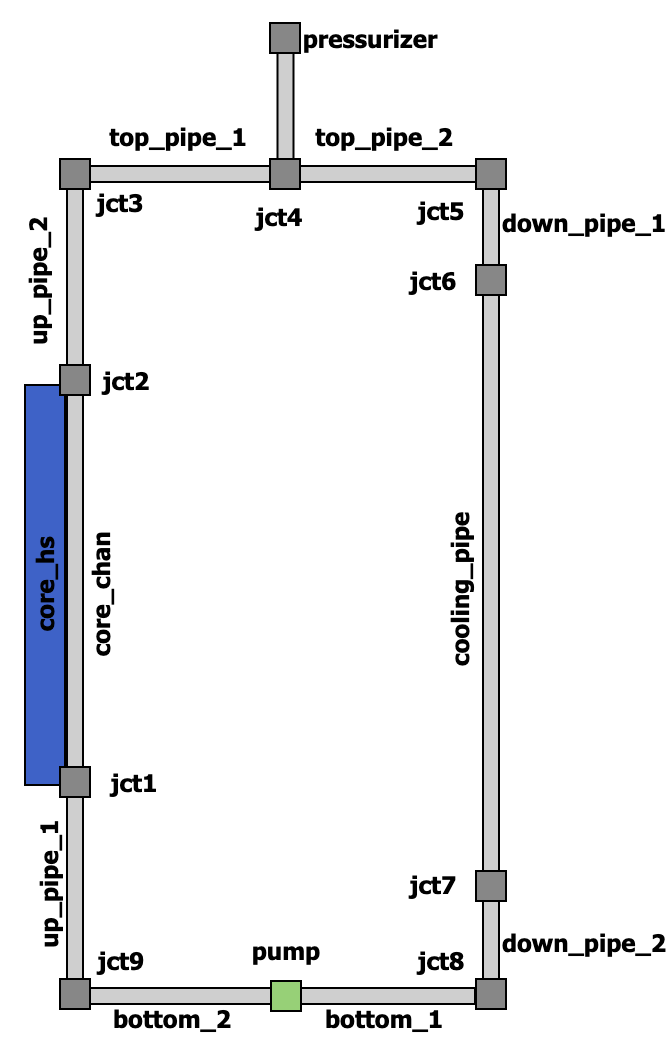 pressurizer
top_pipe_1
top_pipe_2
jct3
jct4
jct5
down_pipe_1
up_pipe_2
jct6
jct2
core_hs
core_chan
cooling_pipe
jct1
up_pipe_1
jct7
down_pipe_2
jct9
pump
jct8
bottom_2
bottom_1